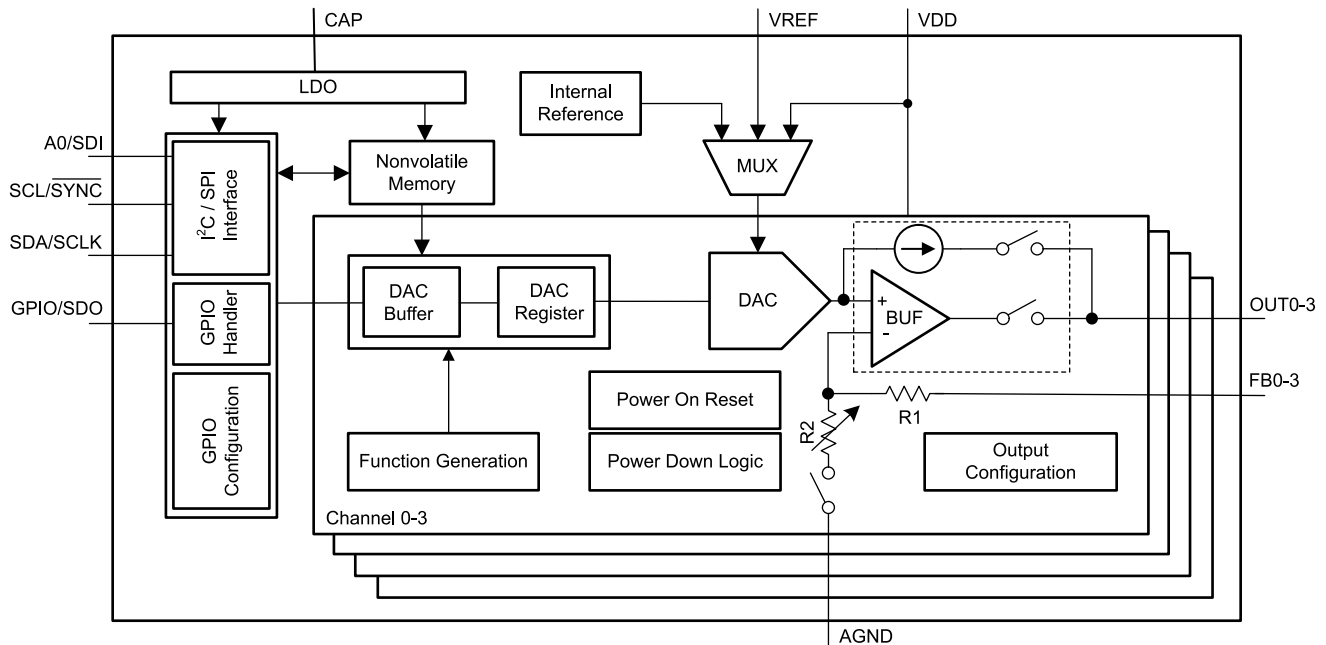 CAP
VREF
VDD
LDO
Internal
Reference
A0/SDI
SCL/SYNC
SDA/SCLK
GPIO/SDO
I²C / SPI
Interface
GPIO
Handler
GPIO
Configuration
Nonvolatile
Memory
MUX
DAC
Buffer
DAC
Register
DAC
+
BUF
-
OUT0-3
FB0-3
R1
R2
Function Generation
Power On Reset
Power Down Logic
Output
Configuration
Channel 0-3
AGND